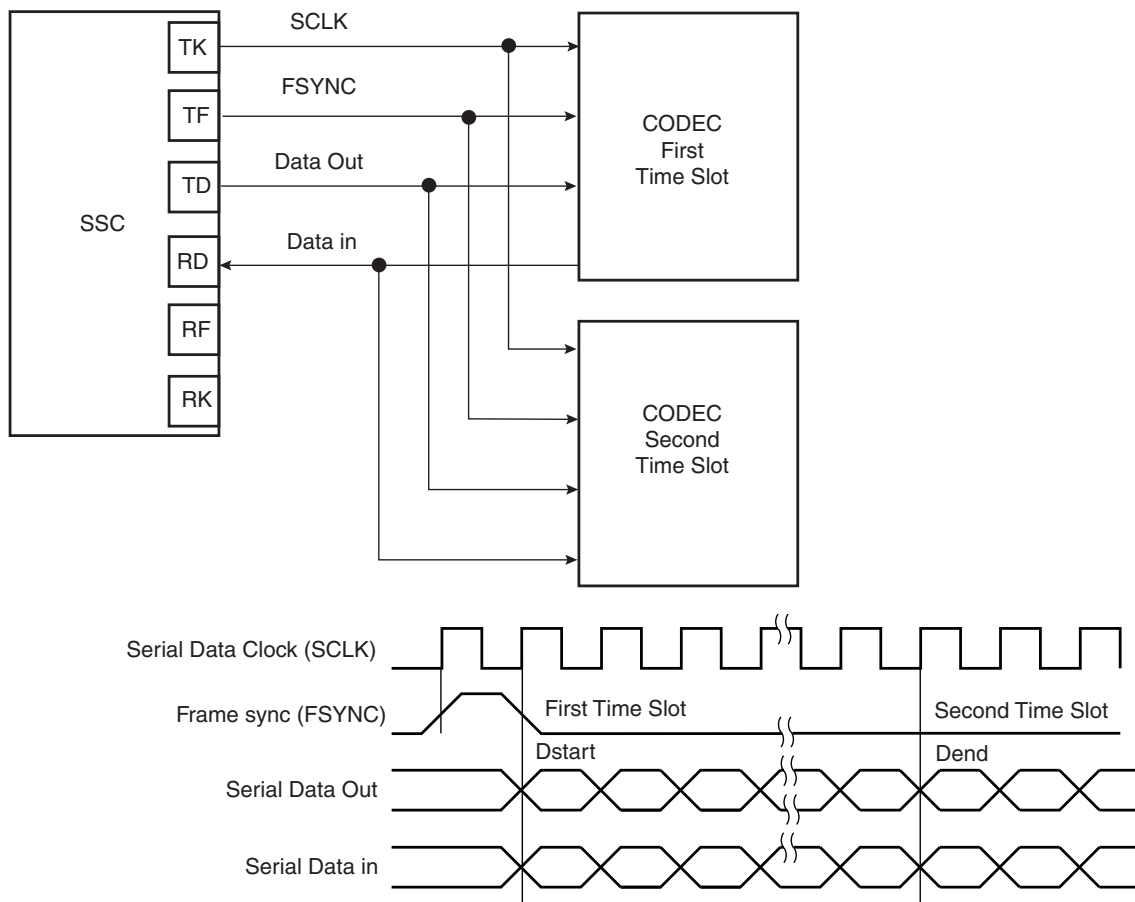 SCLK
TK
FSYNC
TF
CODEC
First
Time Slot
Data Out
TD
SSC
Data in
RD
RF
RK
CODEC
Second
Time Slot
Serial Data Clock (SCLK)
Frame sync (FSYNC)
First Time Slot
Second Time Slot
Dstart
Dend
Serial Data Out
Serial Data in